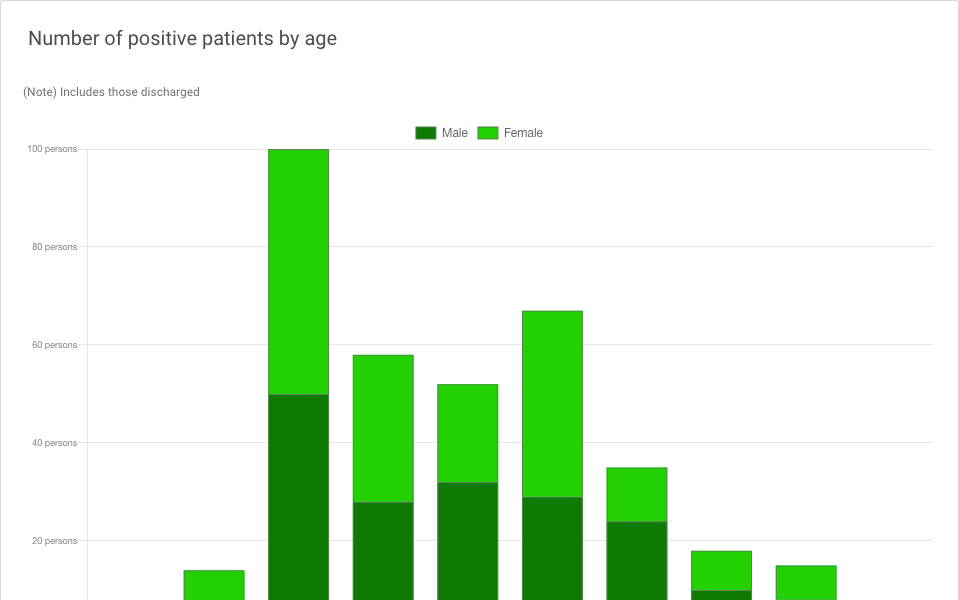 Number of positive patients by age
(Note) Includes those discharged
Male Female
100 persons
80 persons
60 persons
40 persons
20 persons